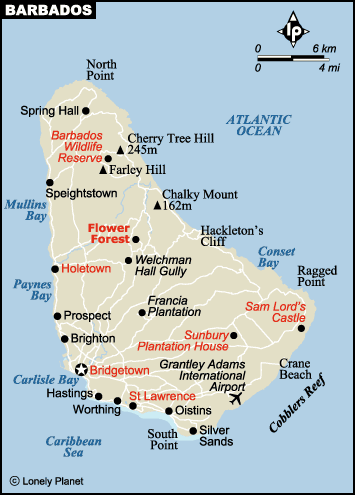 BARBADOS
lp
0 6 km
0 4 mi
North
Point
Spring Hall
ATLANTIC
OCEAN
Barbados
Wildlife
Reserve
Cherry Tree Hill
245m
Farley Hill
Speightstown
Chalky Mount
162m
Mullins
Bay
Flower
Forest
Hackleton's
Cliff
Welchman
Hall Gully
Conset
Bay
Holetown
Ragged
Point
Paynes
Bay
Francia
Plantation
Sam Lord's
Castle
Prospect
Sunbury
Plantation House
Brighton
Grantley Adams
International
Airport
Crane
Beach
Bridgetown
Carlisle Bay
Cobblers Reef
Hastings
St Lawrence
Worthing
Oistins
South
Point
Silver
Sands
Caribbean
Sea
© Lonely Planet